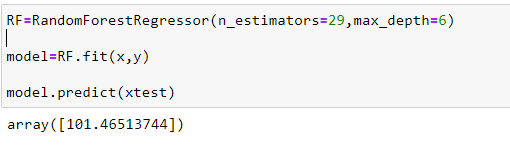 RF=RandomForestRegressor(n_estimators=29,max_depth=6)
model=RF.fit(x,y)
model.predict(xtest)
array([101.46513744])